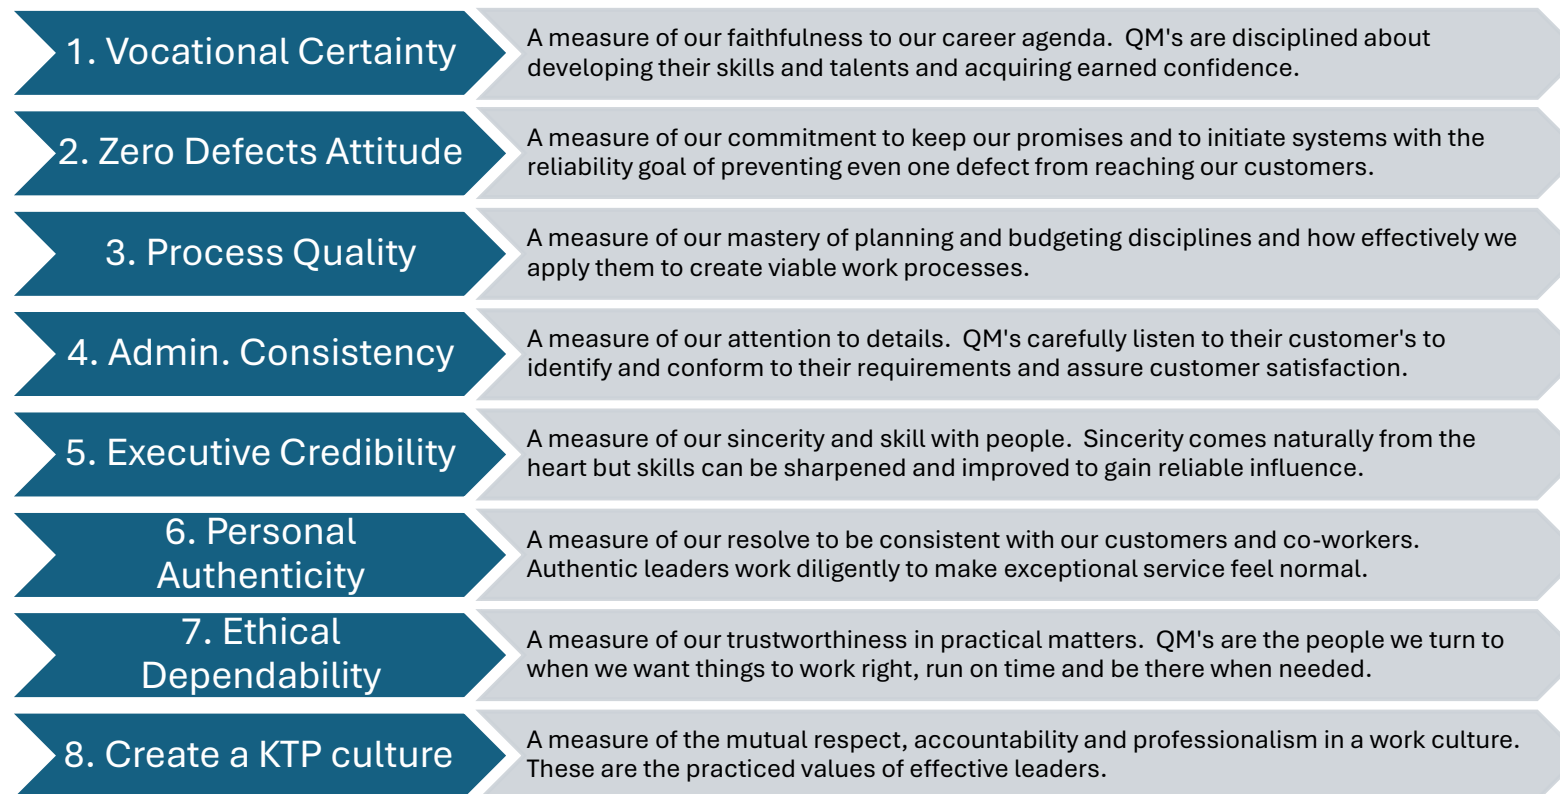 1. Vocational Certainty
A measure of our faithfulness to our career agenda.  QM's are disciplined about
developing their skills and talents and acquiring earned confidence.
2. Zero Defects Attitude
A measure of our commitment to keep our promises and to initiate systems with the
reliability goal of preventing even one defect from reaching our customers.
3. Process Quality
A measure of our mastery of planning and budgeting disciplines and how effectively we
apply them to create viable work processes.
4. Admin. Consistency
A measure of our attention to details.  QM's carefully listen to their customer's to
identify and conform to their requirements and assure customer satisfaction.
5. Executive Credibility
A measure of our sincerity and skill with people.  Sincerity comes naturally from the
heart but skills can be sharpened and improved to gain reliable influence.
6. Personal
Authenticity
A measure of our resolve to be consistent with our customers and co-workers.
Authentic leaders work diligently to make exceptional service feel normal.
7. Ethical
Dependability
A measure of our trustworthiness in practical matters.  QM's are the people we turn to
when we want things to work right, run on time and be there when needed.
8. Create a KTP culture
A measure of the mutual respect, accountability and professionalism in a work culture.
These are the practiced values of effective leaders.